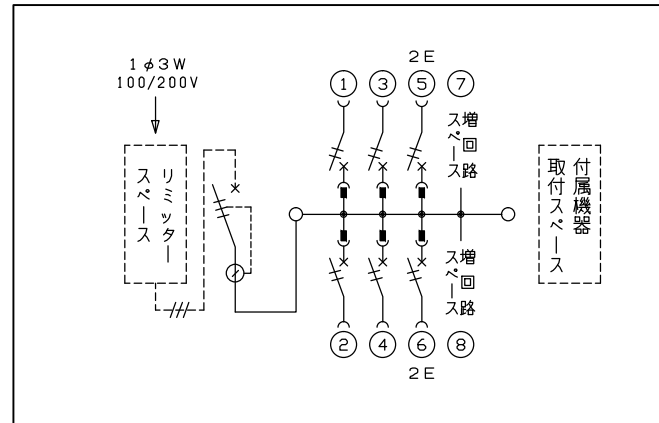 1φ3W
100/200V
リミッター
スペース
2E
① ③ ⑤ ⑦
増回路
スペース
付属機器
取付スペース
増回路
スペース
② ④ ⑥ ⑧
2E